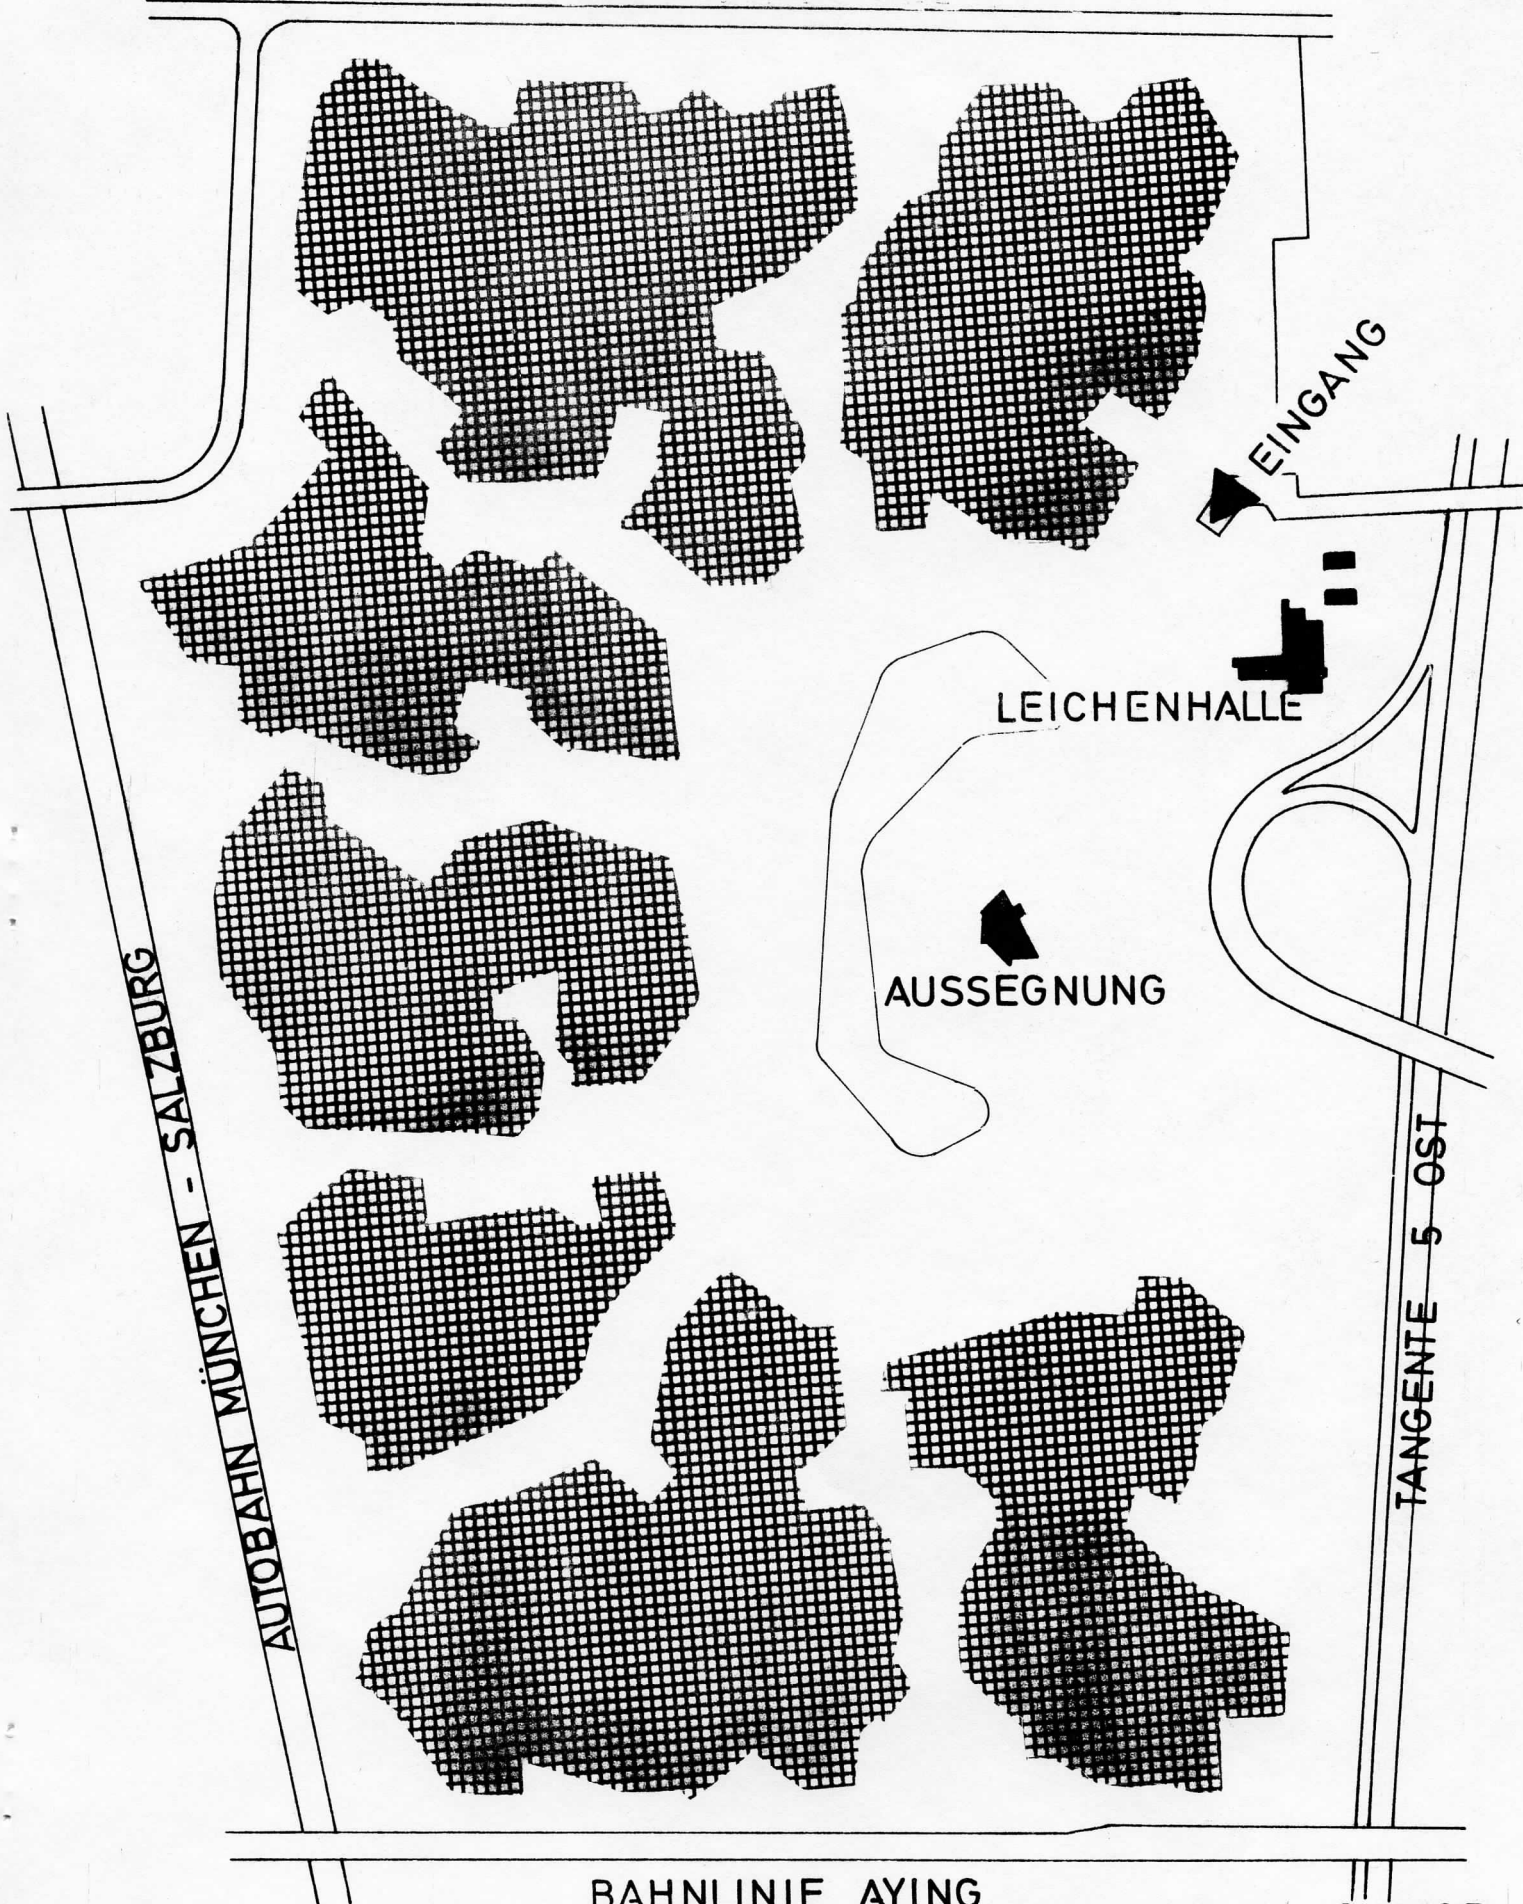 EINGANG
LEICHENHALLE
AUSSEGNUNG
AUTOBAHN MÜNCHEN - SALZBURG
TANGENTE 5 OST
BAHNLINIE AYING